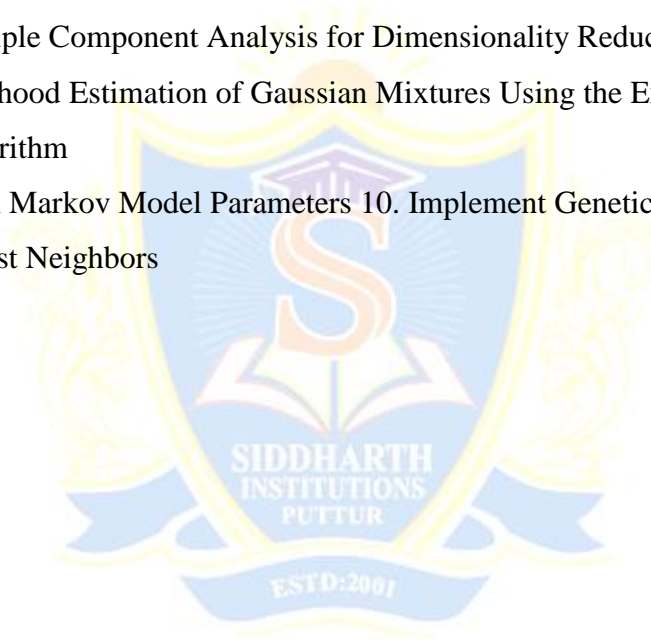 iple Component Analysis for Dimensionality Reduc
hood Estimation of Gaussian Mixtures Using the E
rithm
Markov Model Parameters 10. Implement Genetic
st Neighbors
S
SIDDHARTH
INSTITUTIONS
PUTTUR
ESTD:2001